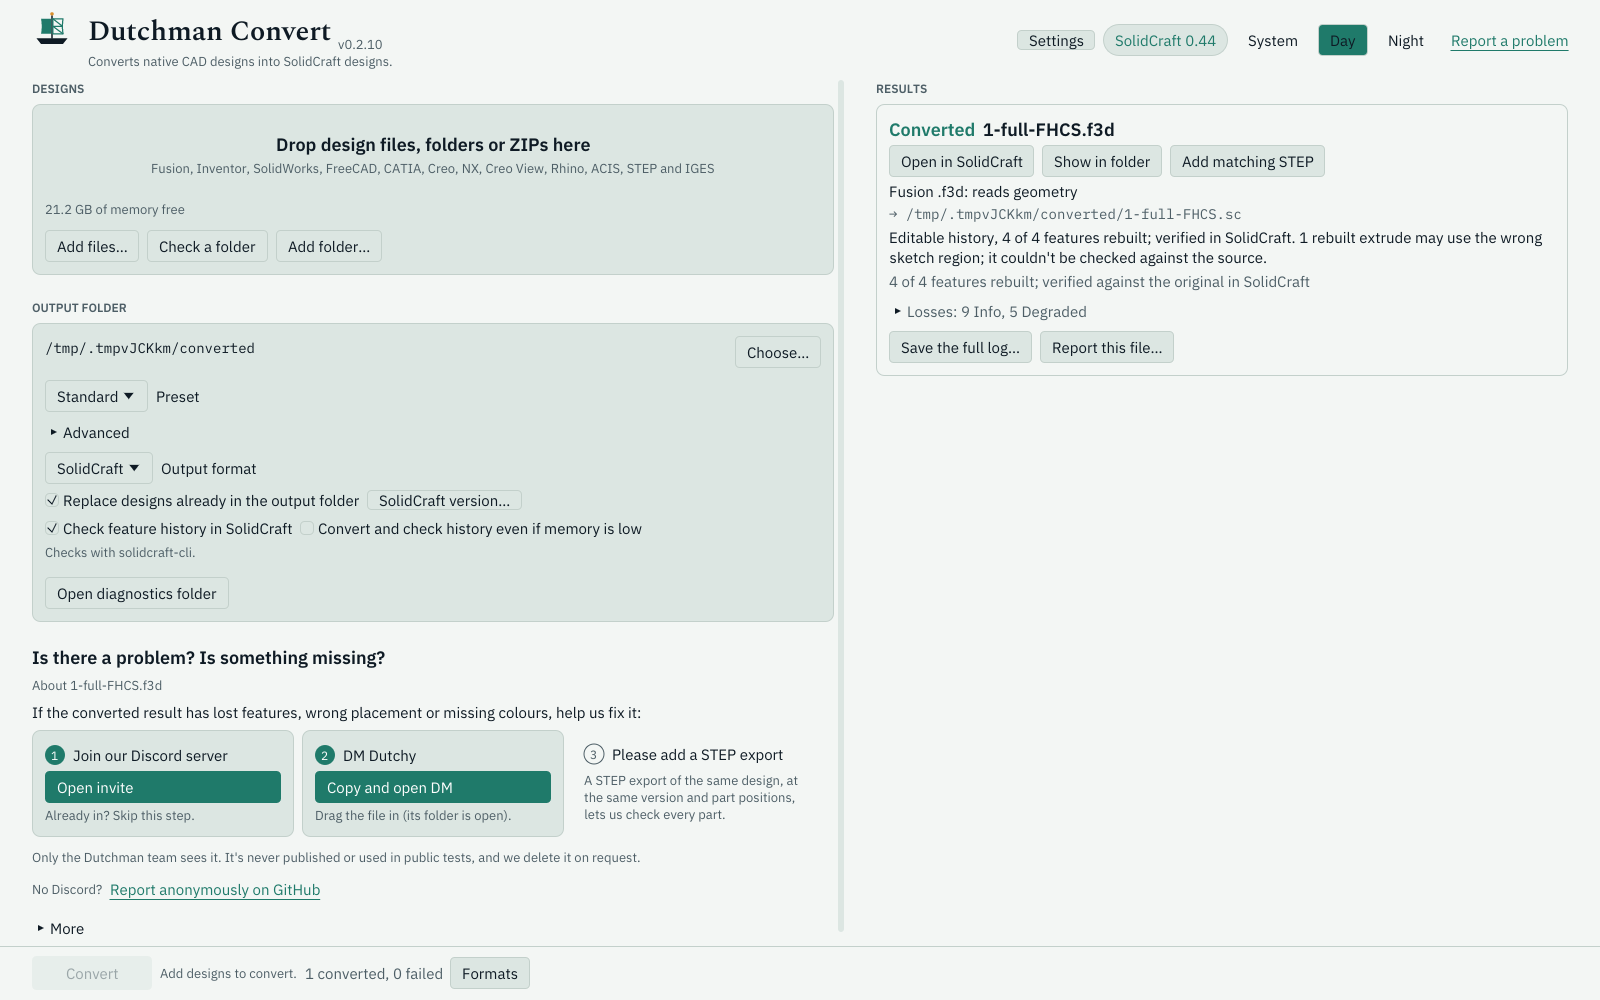 Dutchman Convert v0.2.10
Converts native CAD designs into SolidCraft designs.
Settings
SolidCraft 0.44
System
Day
Night
Report a problem
DESIGNS
Drop design files, folders or ZIPs here
Fusion, Inventor, SolidWorks, FreeCAD, CATIA, Creo, NX, Creo View, Rhino, ACIS, STEP and IGES
21.2 GB of memory free
Add files...
Check a folder
Add folder...
OUTPUT FOLDER
/tmp/.tmpvJCKkm/converted
Choose...
Standard
Preset
Advanced
SolidCraft
Output format
Replace designs already in the output folder
SolidCraft version...
Check feature history in SolidCraft
Convert and check history even if memory is low
Checks with solidcraft-cli.
Open diagnostics folder
Is there a problem? Is something missing?
About 1-full-FHCS.f3d
If the converted result has lost features, wrong placement or missing colours, help us fix it:
1 Join our Discord server
Open invite
Already in? Skip this step.
2 DM Dutchy
Copy and open DM
Drag the file in (its folder is open).
3 Please add a STEP export
A STEP export of the same design, at
the same version and part positions,
lets us check every part.
Only the Dutchman team sees it. It's never published or used in public tests, and we delete it on request.
No Discord? Report anonymously on GitHub
More
RESULTS
Converted 1-full-FHCS.f3d
Open in SolidCraft
Show in folder
Add matching STEP
Fusion .f3d: reads geometry
→ /tmp/.tmpvJCKkm/converted/1-full-FHCS.sc
Editable history, 4 of 4 features rebuilt; verified in SolidCraft. 1 rebuilt extrude may use the wrong
sketch region; it couldn't be checked against the source.
4 of 4 features rebuilt; verified against the original in SolidCraft
Losses: 9 Info, 5 Degraded
Save the full log...
Report this file...
Convert
Add designs to convert.
1 converted, 0 failed
Formats